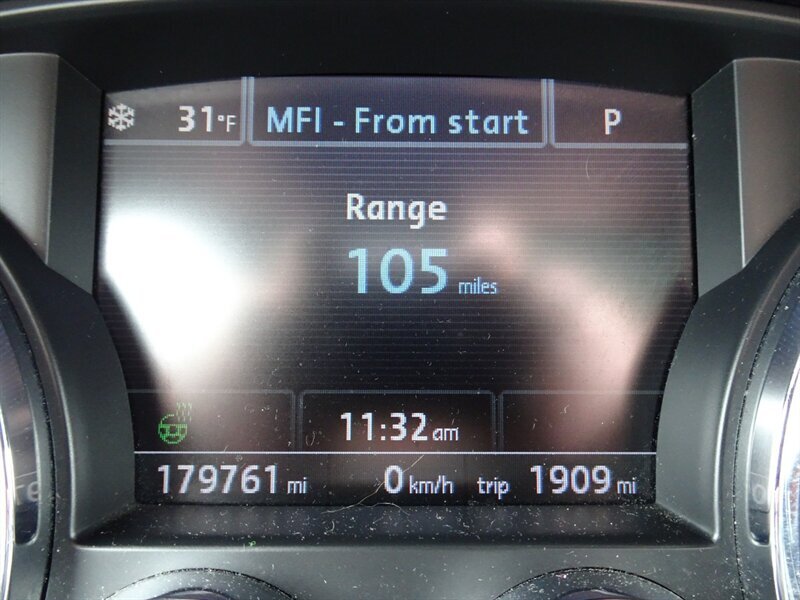 31°F MFI - From start P
Range
105 miles
11:32 am
179761 mi 0 km/h trip 1909 mi